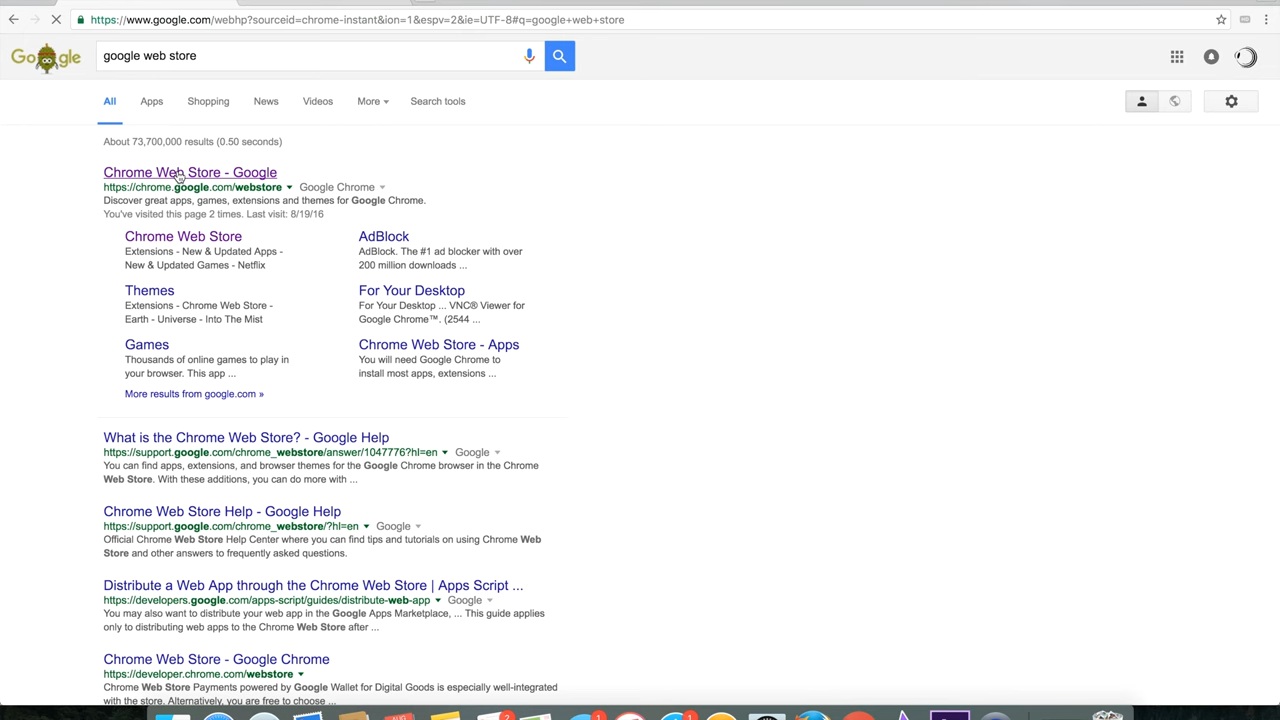 https://www.google.com/webhp?sourceid=chrome-instant&ion=1&espv=2&ie=UTF-8#q=google+web+store
Google
google web store
All Apps Shopping News Videos More Search tools
About 73,700,000 results (0.50 seconds)
Chrome Web Store - Google
https://chrome.google.com/webstore Google Chrome
Discover great apps, games, extensions and themes for Google Chrome.
You've visited this page 2 times. Last visit: 8/19/16
Chrome Web Store
Extensions - New & Updated Apps -
New & Updated Games - Netflix
AdBlock
AdBlock. The #1 ad blocker with over
200 million downloads ...
Themes
Extensions - Chrome Web Store -
Earth - Universe - Into The Mist
For Your Desktop
For Your Desktop ... VNC® Viewer for
Google Chrome™. (2544 ...
Games
Thousands of online games to play in
your browser. This app ...
Chrome Web Store - Apps
You will need Google Chrome to
install most apps, extensions ...
More results from google.com »
What is the Chrome Web Store? - Google Help
https://support.google.com/chrome_webstore/answer/1047776?hl=en Google
You can find apps, extensions, and browser themes for the Google Chrome browser in the Chrome
Web Store. With these additions, you can do more with ...
Chrome Web Store Help - Google Help
https://support.google.com/chrome_webstore/?hl=en Google
Official Chrome Web Store Help Center where you can find tips and tutorials on using Chrome Web
Store and other answers to frequently asked questions.
Distribute a Web App through the Chrome Web Store | Apps Script ...
https://developers.google.com/apps-script/guides/distribute-web-app Google
You may also want to distribute your web app in the Google Apps Marketplace, ... This guide applies
only to distributing web apps to the Chrome Web Store after ...
Chrome Web Store - Google Chrome
https://developer.chrome.com/webstore
Chrome Web Store Payments powered by Google Wallet for Digital Goods is especially well-integrated
with the store. Alternatively, you are free to choose ...
2 1 1